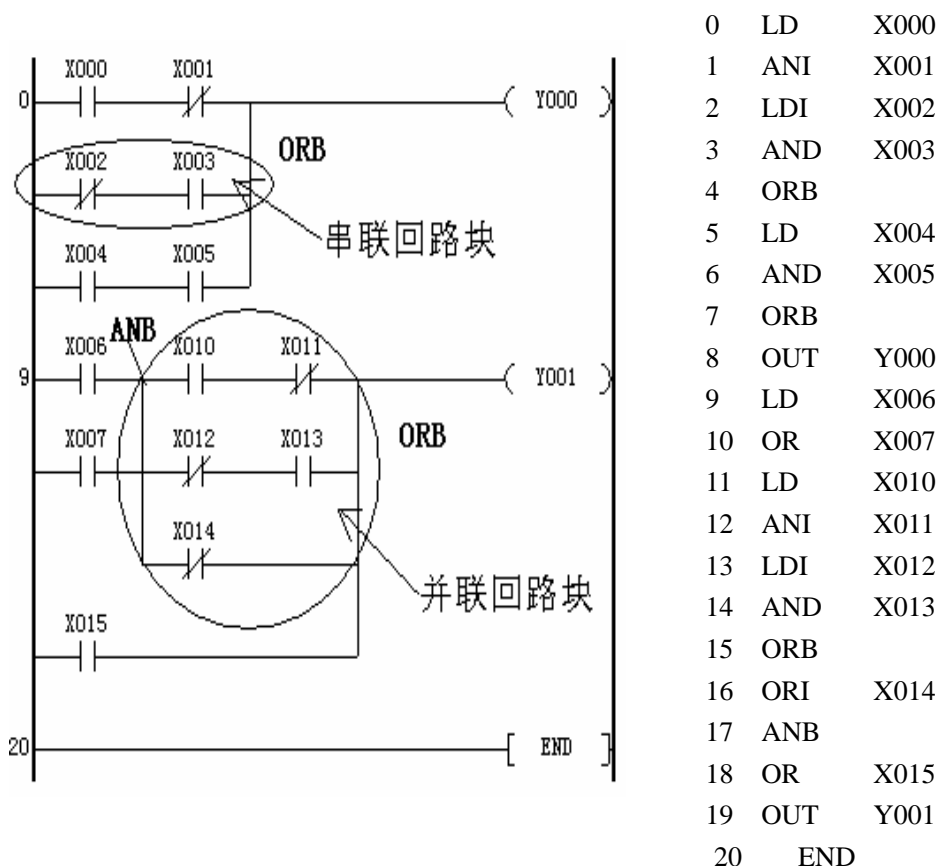 X000 X001
0 ( Y000 )
X002 X003 ORB
串联回路块
X004 X005
ANB
X006 X010 X011
9 ( Y001 )
X007 X012 X013 ORB
X014
并联回路块
X015
20 [ END ]
0 LD X000
1 ANI X001
2 LDI X002
3 AND X003
4 ORB
5 LD X004
6 AND X005
7 ORB
8 OUT Y000
9 LD X006
10 OR X007
11 LD X010
12 ANI X011
13 LDI X012
14 AND X013
15 ORB
16 ORI X014
17 ANB
18 OR X015
19 OUT Y001
20 END